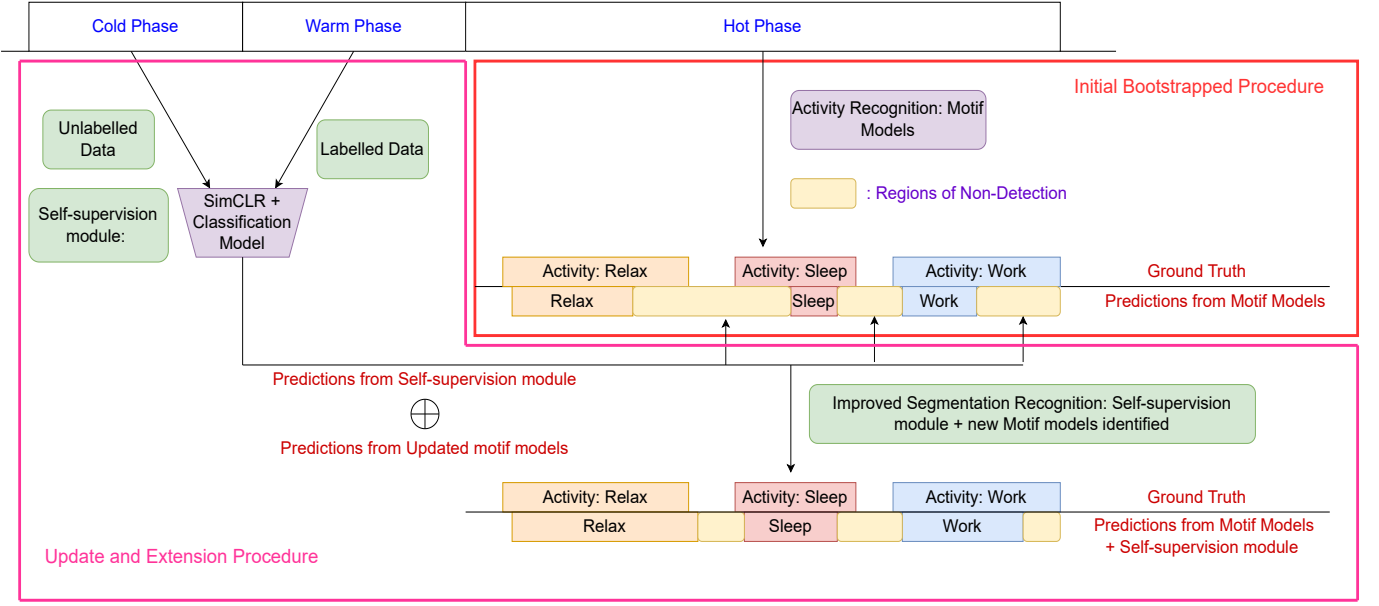 Cold Phase
Warm Phase
Hot Phase
Initial Bootstrapped Procedure
Activity Recognition: Motif
Models
Unlabelled
Data
Labelled Data
: Regions of Non-Detection
Self-supervision
module:
SimCLR +
Classification
Model
Activity: Relax
Activity: Sleep
Activity: Work
Ground Truth
Relax
Sleep
Work
Predictions from Motif Models
Predictions from Self-supervision module
Predictions from Updated motif models
Improved Segmentation Recognition: Self-supervision
module + new Motif models identified
Activity: Relax
Activity: Sleep
Activity: Work
Ground Truth
Relax
Sleep
Work
Predictions from Motif Models
+ Self-supervision module
Update and Extension Procedure